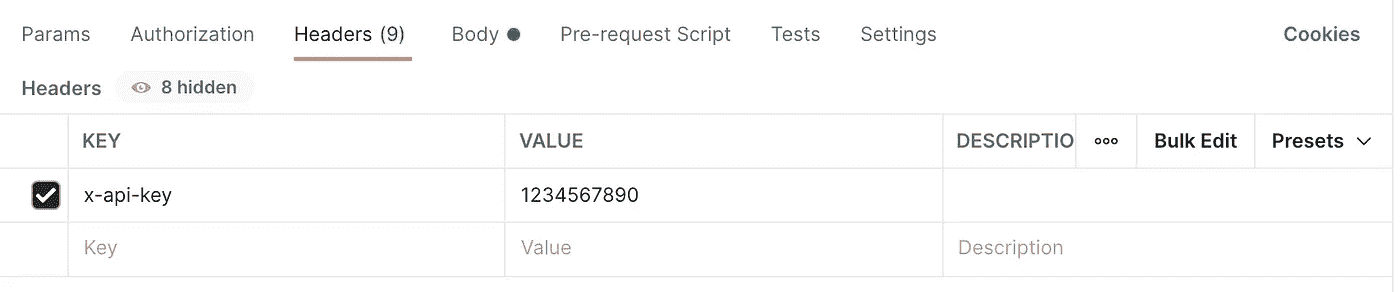 Params Authorization Headers (9) Body Pre-request Script Tests Settings Cookies
Headers 8 hidden
KEY VALUE DESCRIPTIO Bulk Edit Presets
x-api-key 1234567890
Key Value Description